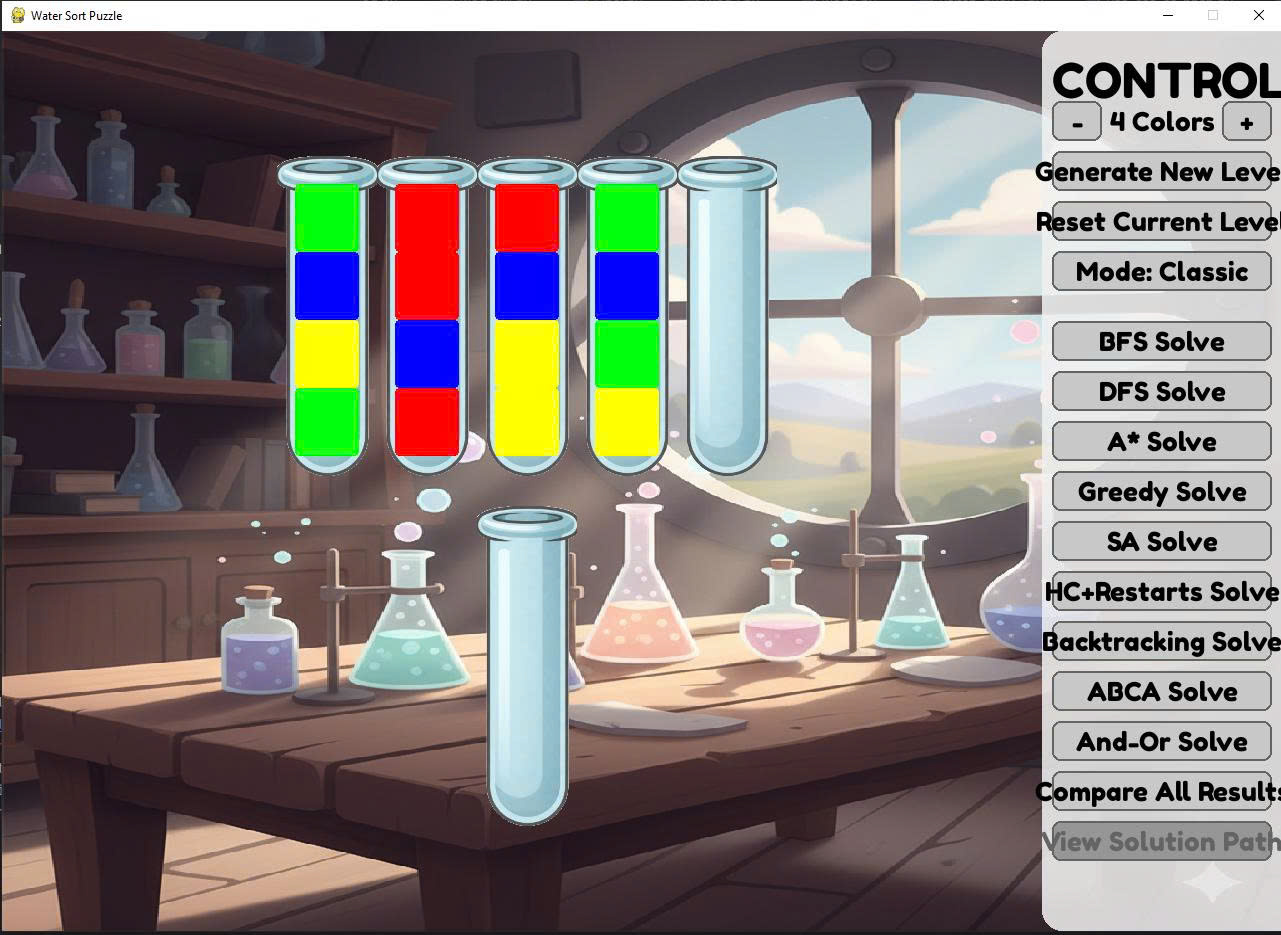 Water Sort Puzzle
CONTROL
- 4 Colors +
Generate New Leve
Reset Current Level
Mode: Classic
BFS Solve
DFS Solve
A* Solve
Greedy Solve
SA Solve
HC+Restarts Solve
Backtracking Solve
ABCA Solve
And-Or Solve
Compare All Results
View Solution Path